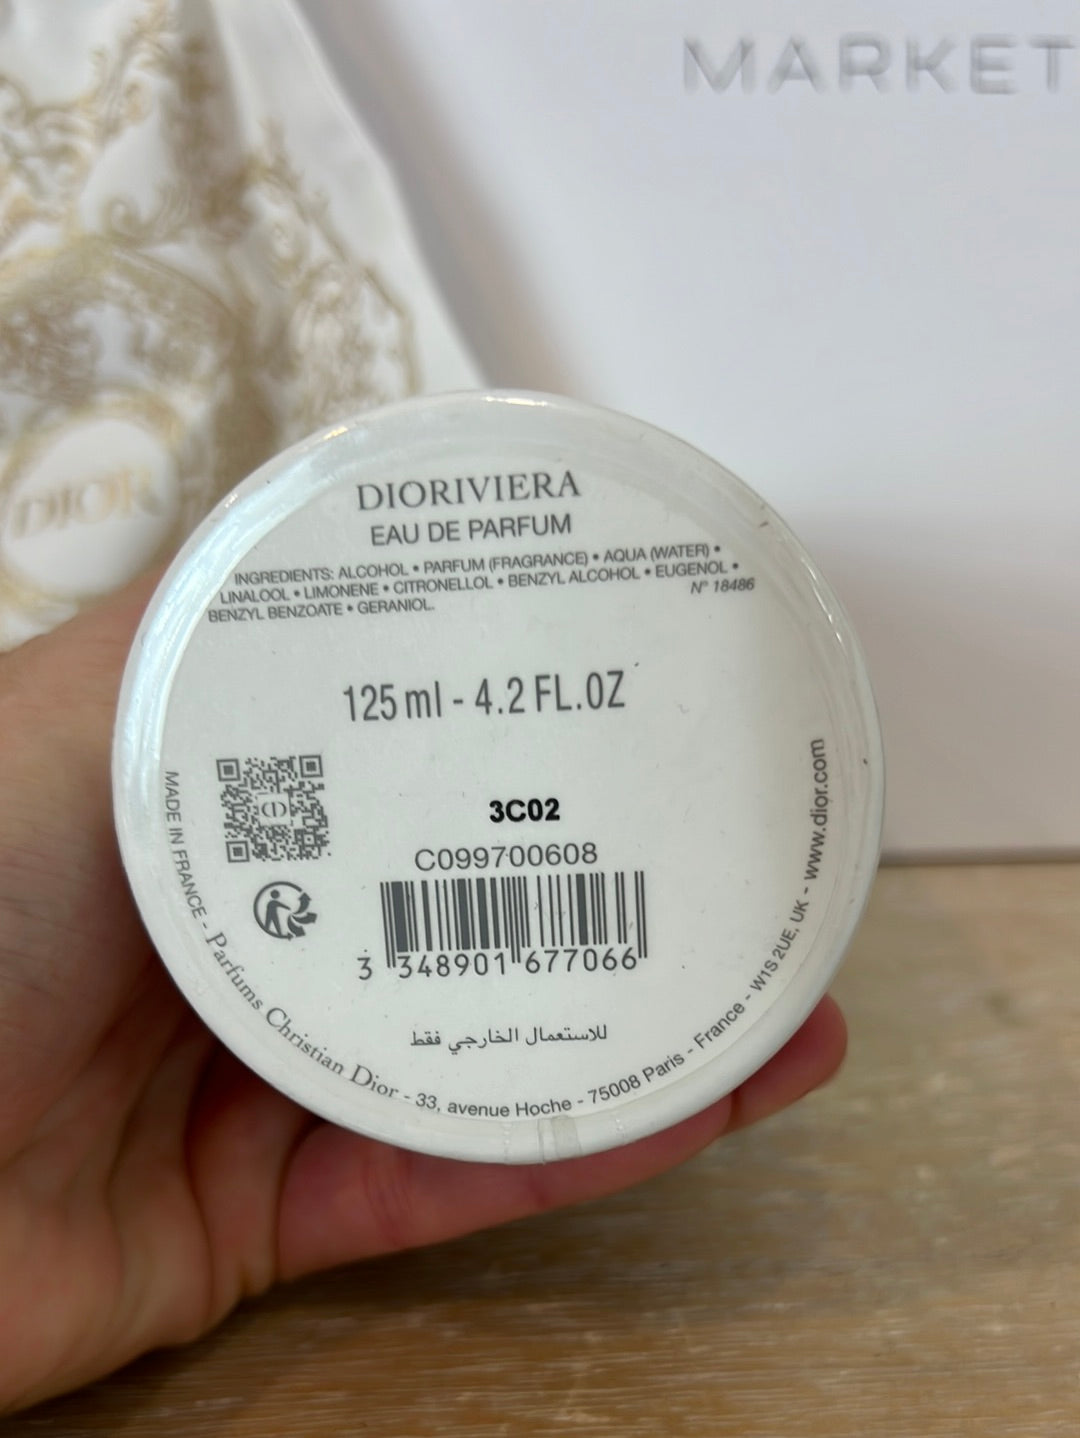 MARKET
DIOR
DIORIVIERA
EAU DE PARFUM
INGREDIENTS: ALCOHOL • PARFUM (FRAGRANCE) • AQUA (WATER) •
LINALOOL • LIMONENE • CITRONELLOL • BENZYL ALCOHOL • EUGENOL •
BENZYL BENZOATE • GERANIOL.
N° 18486
125 ml - 4.2 FL.OZ
3C02
C099700608
3 348901 677066
للاستعمال الخارجي فقط
MADE IN FRANCE - Parfums Christian Dior - 33, avenue Hoche - 75008 Paris - France - W1S 2UE, UK - www.dior.com